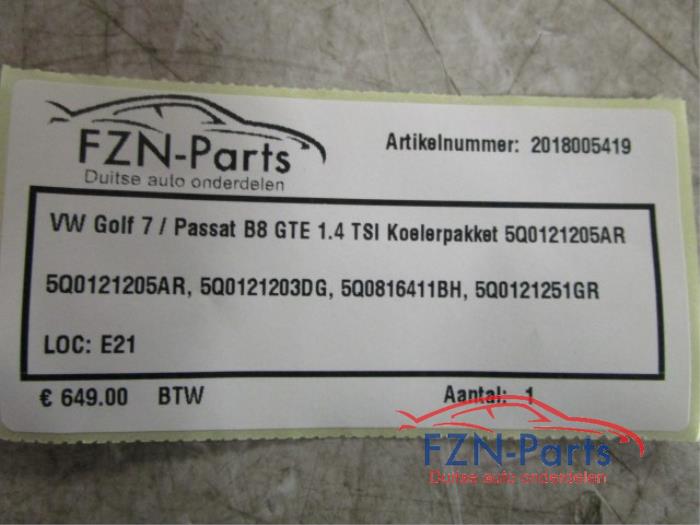 FZN-Parts
Duitse auto onderdelen
Artikelnummer: 2018005419
VW Golf 7 / Passat B8 GTE 1.4 TSI Koelerpakket 5Q0121205AR
5Q0121205AR, 5Q0121203DG, 5Q0816411BH, 5Q0121251GR
LOC: E21
€ 649.00 BTW Aantal: 1
FZN-Parts
Duitse auto onderdelen